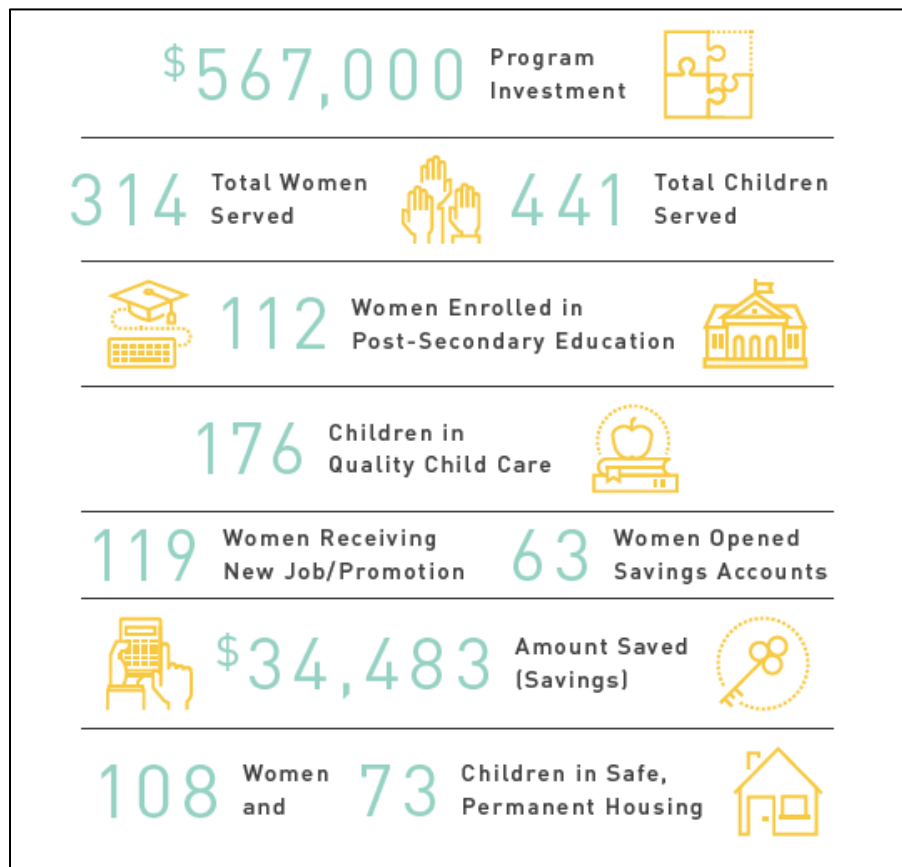 $567,000 Program Investment
314 Total Women Served 441 Total Children Served
112 Women Enrolled in Post-Secondary Education
176 Children in Quality Child Care
119 Women Receiving New Job/Promotion 63 Women Opened Savings Accounts
$34,483 Amount Saved (Savings)
108 Women and 73 Children in Safe, Permanent Housing